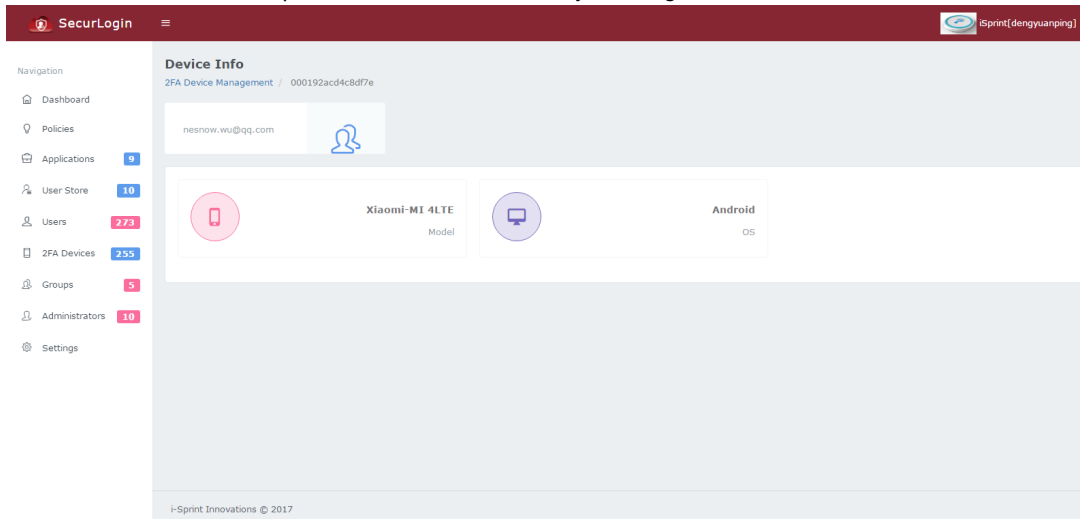 SecurLogin
iSprint[dengyuanping]
Navigation
Dashboard
Policies
Applications 9
User Store 10
Users 273
2FA Devices 255
Groups 5
Administrators 10
Settings
Device Info
2FA Device Management / 000192acd4c8df7e
nesnow.wu@qq.com
Xiaomi-MI 4LTE
Model
Android
OS
i-Sprint Innovations © 2017